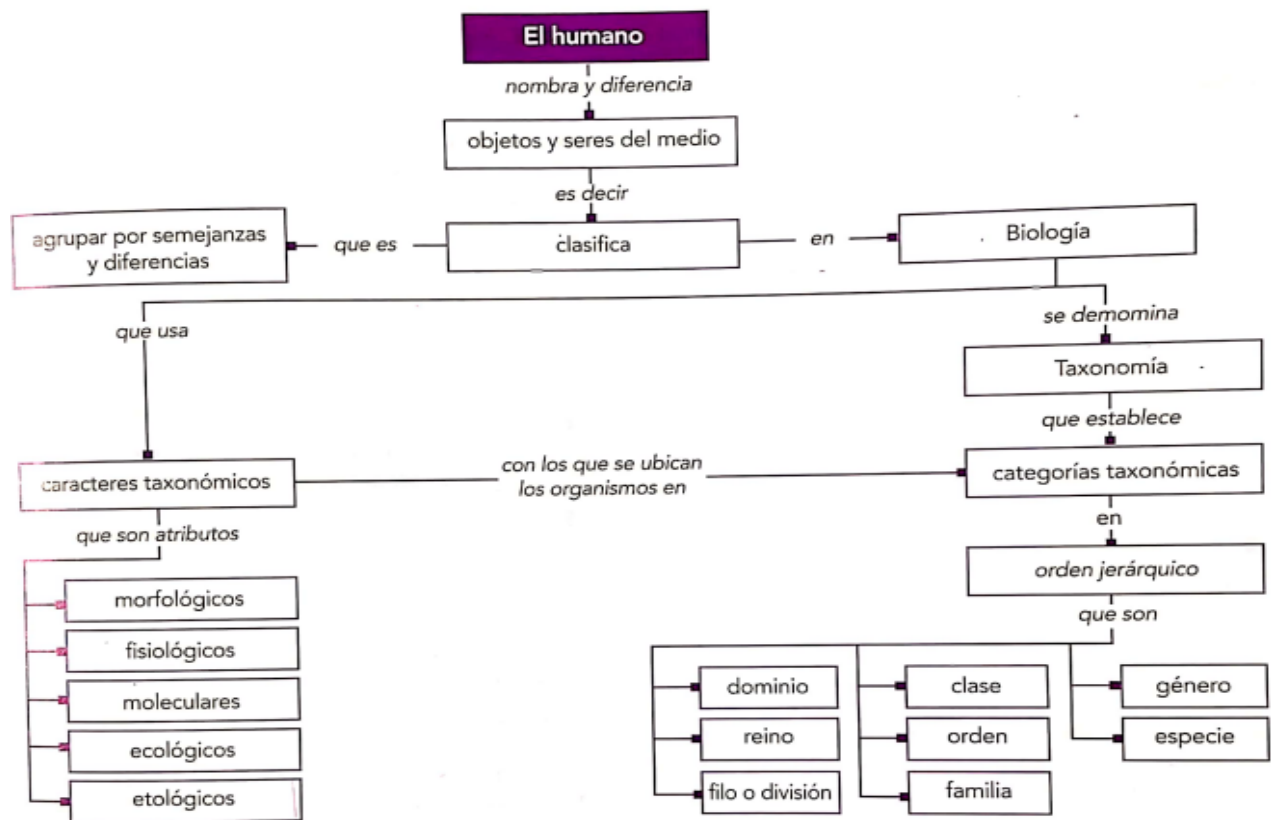 El humano
nombra y diferencia
objetos y seres del medio
es decir
agrupar por semejanzas
y diferencias
que es
clasifica
en
Biología
que usa
se demomina
Taxonomía
que establece
caracteres taxonómicos
con los que se ubican
los organismos en
categorías taxonómicas
que son atributos
en
orden jerárquico
que son
morfológicos
fisiológicos
moleculares
ecológicos
etológicos
dominio
clase
género
reino
orden
especie
filo o división
familia